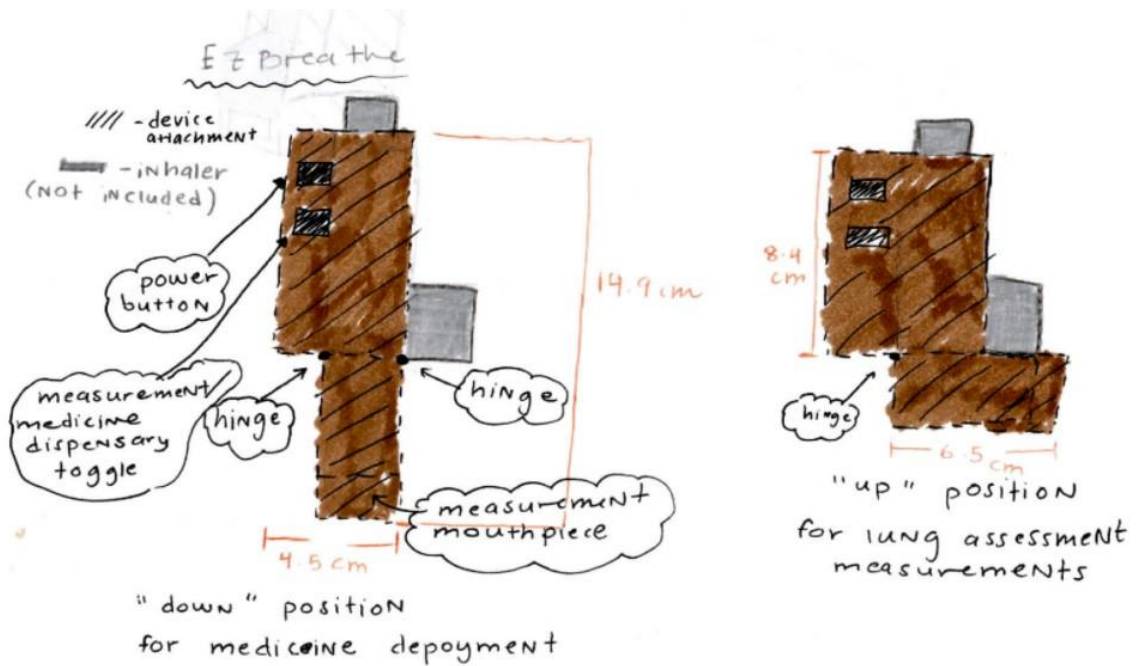 EZ Breathe
//// - device
attachment
- inhaler
(NOT included)
power
button
measurement
medicine
dispensary
toggle
hinge
hinge
measurement
mouthpiece
14.9 cm
4.5 cm
"down" position
for medicine depoyment
8.4
cm
hinge
6.5 cm
"up" position
for lung assessment
measurements